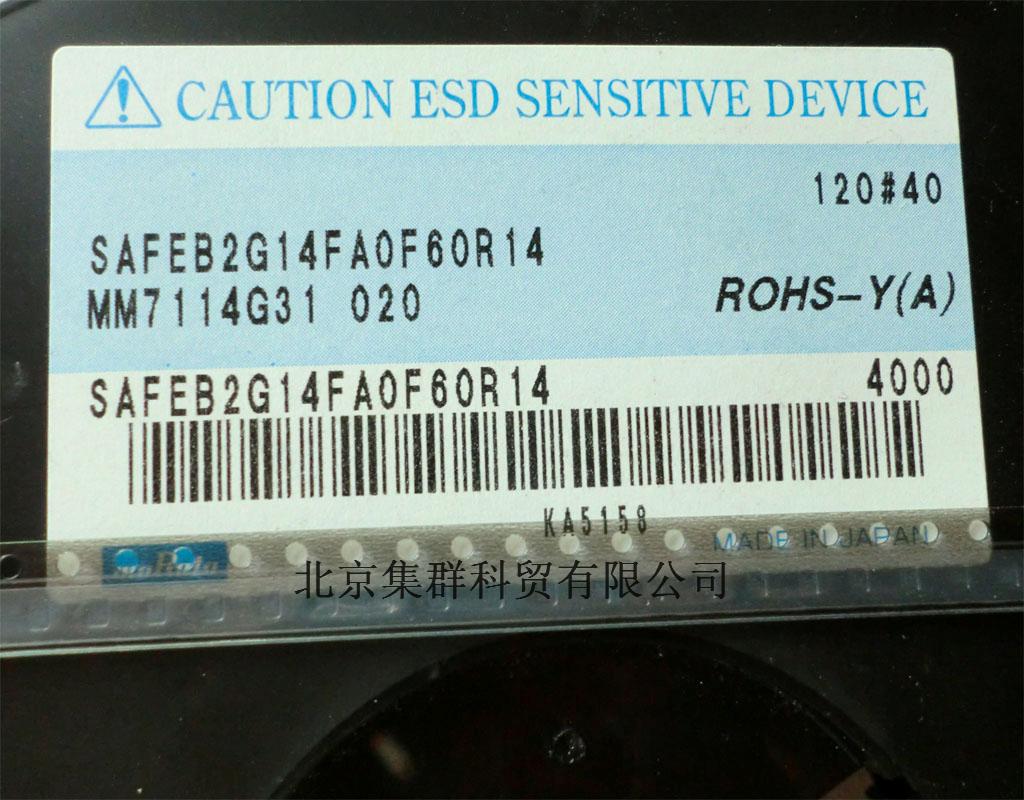 CAUTION ESD SENSITIVE DEVICE
120#40
SAFEB2G14FA0F60R14
MM7114G31 020
ROHS-Y(A)
SAFEB2G14FA0F60R14
4000
KA5158
muRata
MADE IN JAPAN
北京集群科贸有限公司